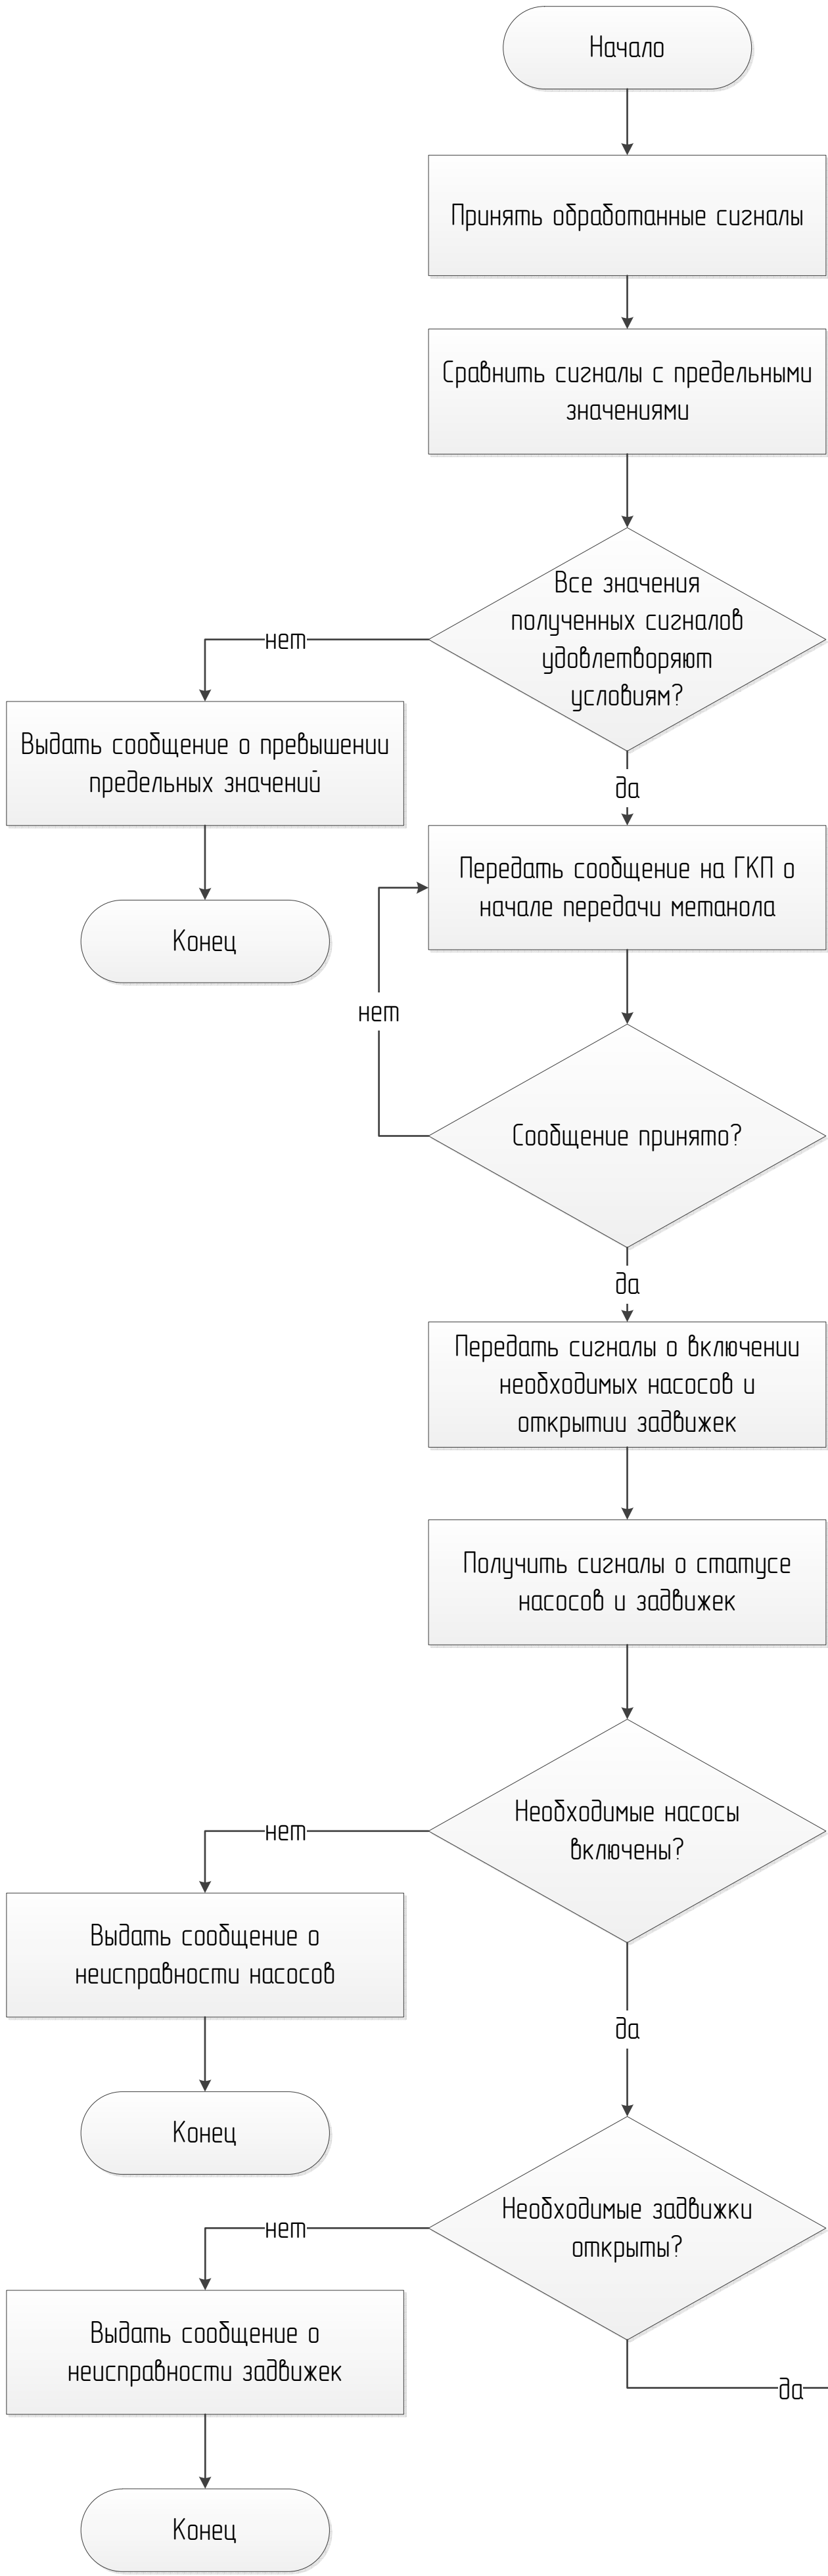 Начало
Принять обработанные сигналы
Сравнить сигналы с предельными
значениями
Все значения
полученных сигналов
удовлетворяют
условиям?
нет
Выдать сообщение о превышении
предельных значений
Конец
да
Передать сообщение на ГКП о
начале передачи метанола
нет
Сообщение принято?
да
Передать сигналы о включении
необходимых насосов и
открытии задвижек
Получить сигналы о статусе
насосов и задвижек
Необходимые насосы
включены?
нет
Выдать сообщение о
неисправности насосов
Конец
да
Необходимые задвижки
открыты?
нет
Выдать сообщение о
неисправности задвижек
Конец
да